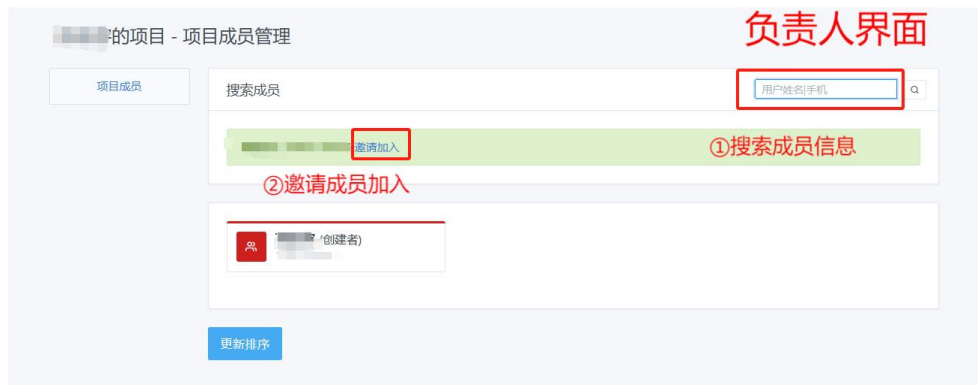 的项目 - 项目成员管理
负责人界面
项目成员
搜索成员
用户姓名|手机
邀请加入
①搜索成员信息
②邀请成员加入
(创建者)
更新排序